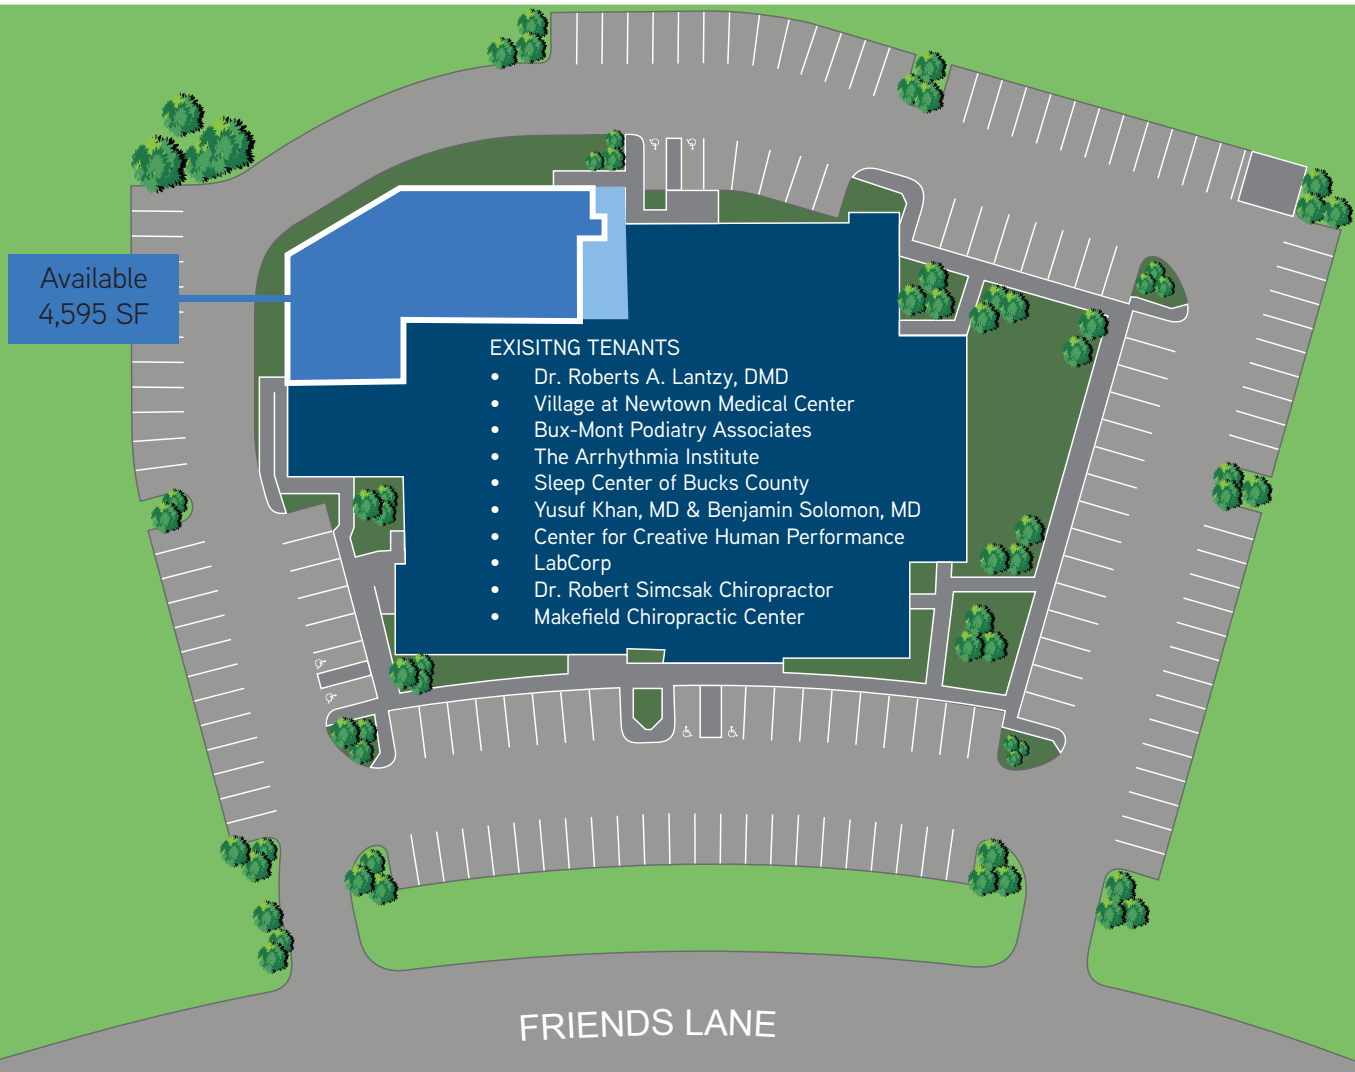 Available
4,595 SF
EXISITNG TENANTS
• Dr. Roberts A. Lantzy, DMD
• Village at Newtown Medical Center
• Bux-Mont Podiatry Associates
• The Arrhythmia Institute
• Sleep Center of Bucks County
• Yusuf Khan, MD & Benjamin Solomon, MD
• Center for Creative Human Performance
• LabCorp
• Dr. Robert Simcsak Chiropractor
• Makefield Chiropractic Center
FRIENDS LANE